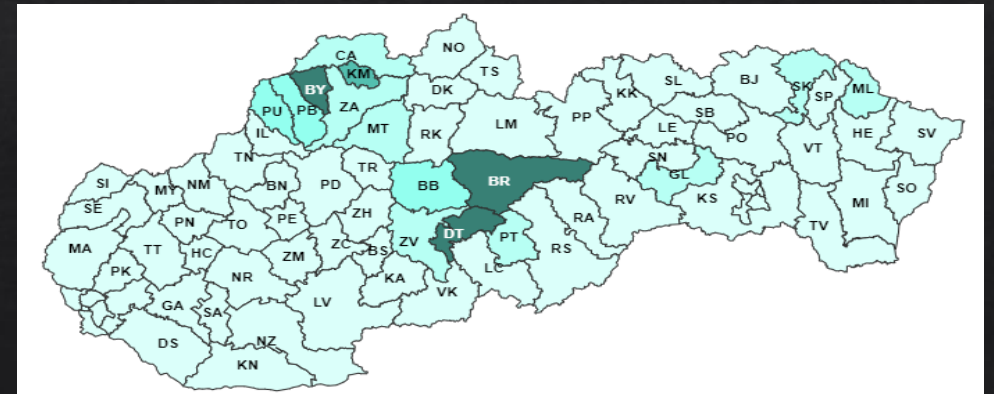 NO
CA
TS
KM
BY
DK
KK
SL
BJ
SK
SP
ML
PU
PB
ZA
MT
IL
RK
LM
PP
SB
LE
PO
HE
SV
TN
TR
SN
VT
SI
MY
NM
BN
PD
BB
BR
GL
SO
SE
PN
TO
PE
ZH
RA
RV
KS
MI
MA
TT
HC
ZM
ZC
BS
ZV
DT
PT
RS
TV
PK
NR
KA
LC
GA
SA
LV
VK
DS
NZ
KN